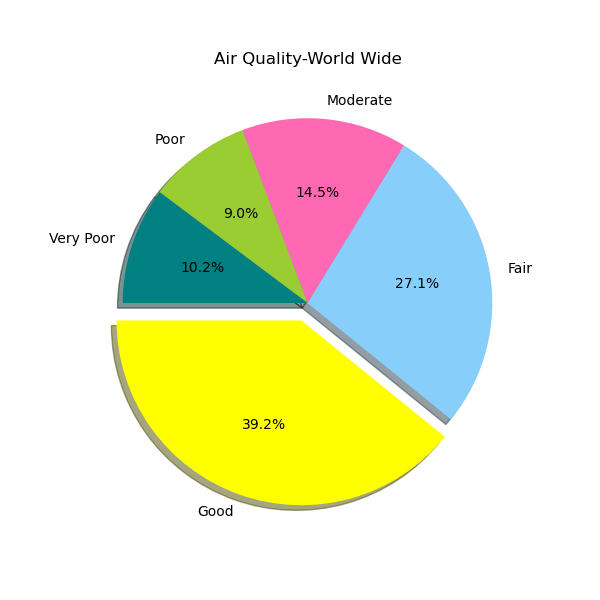 Air Quality-World Wide
Moderate
Poor
14.5%
9.0%
Very Poor
10.2%
Fair
27.1%
39.2%
Good